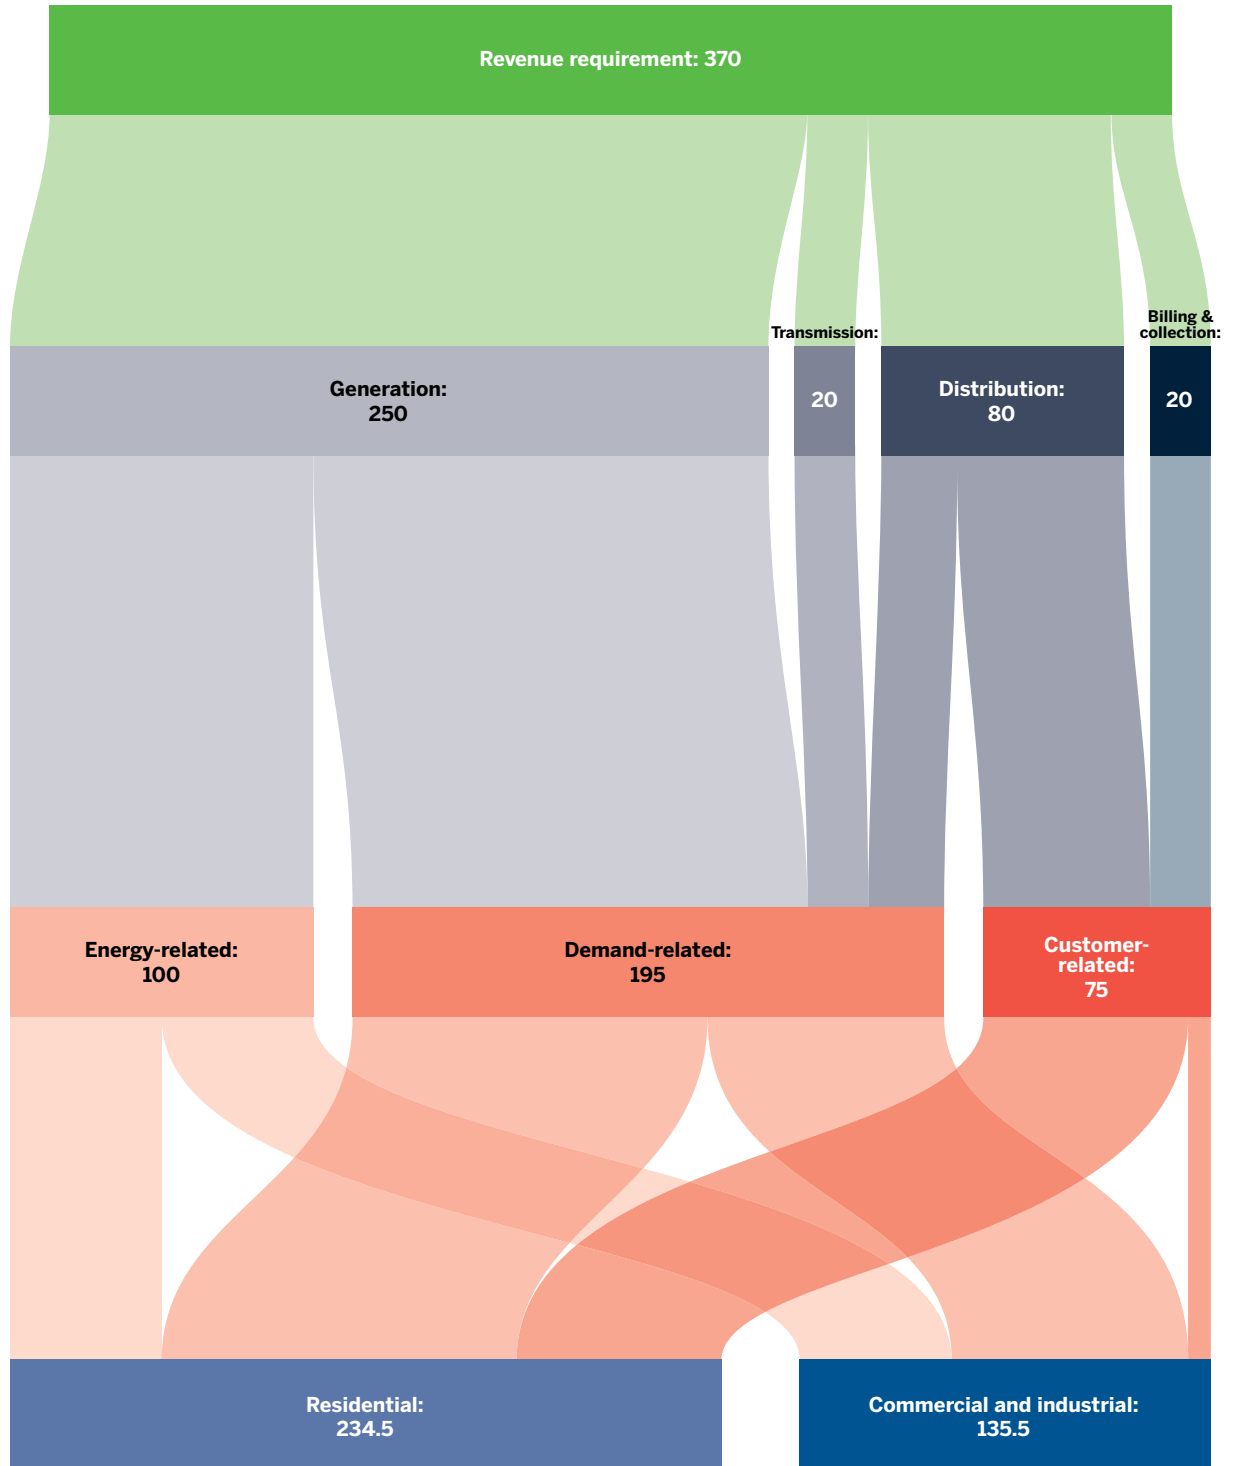 Revenue requirement: 370
Billing &
collection:
Transmission:
Generation:
250
20
Distribution:
80
20
Energy-related:
100
Demand-related:
195
Customer-
related:
75
Residential:
234.5
Commercial and industrial:
135.5